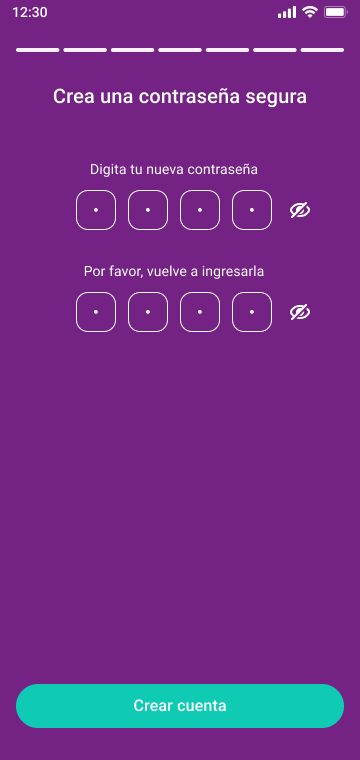 12:30
Crea una contraseña segura
Digita tu nueva contraseña
Por favor, vuelve a ingresarla
Crear cuenta